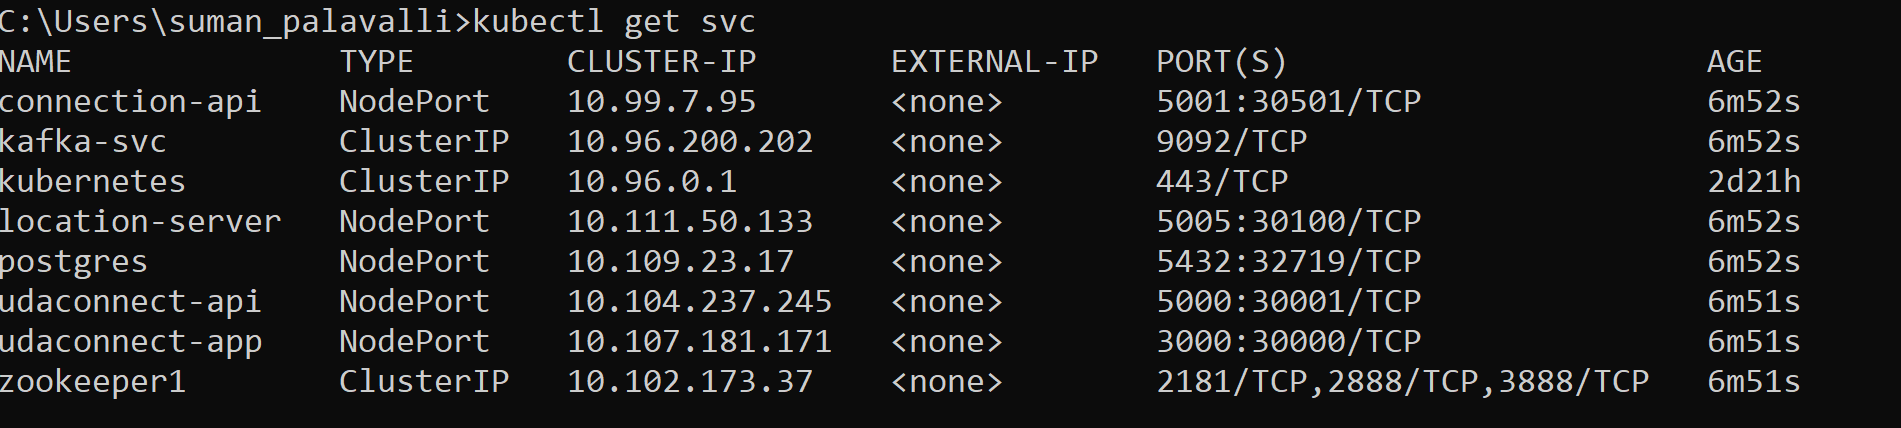 C:\Users\suman_palavalli>kubectl get svc
NAME              TYPE        CLUSTER-IP       EXTERNAL-IP   PORT(S)                      AGE
connection-api    NodePort    10.99.7.95       <none>        5001:30501/TCP               6m52s
kafka-svc         ClusterIP   10.96.200.202    <none>        9092/TCP                     6m52s
kubernetes        ClusterIP   10.96.0.1        <none>        443/TCP                      2d21h
location-server   NodePort    10.111.50.133    <none>        5005:30100/TCP               6m52s
postgres          NodePort    10.109.23.17     <none>        5432:32719/TCP               6m52s
udaconnect-api    NodePort    10.104.237.245   <none>        5000:30001/TCP               6m51s
udaconnect-app    NodePort    10.107.181.171   <none>        3000:30000/TCP               6m51s
zookeeper1        ClusterIP   10.102.173.37    <none>        2181/TCP,2888/TCP,3888/TCP   6m51s